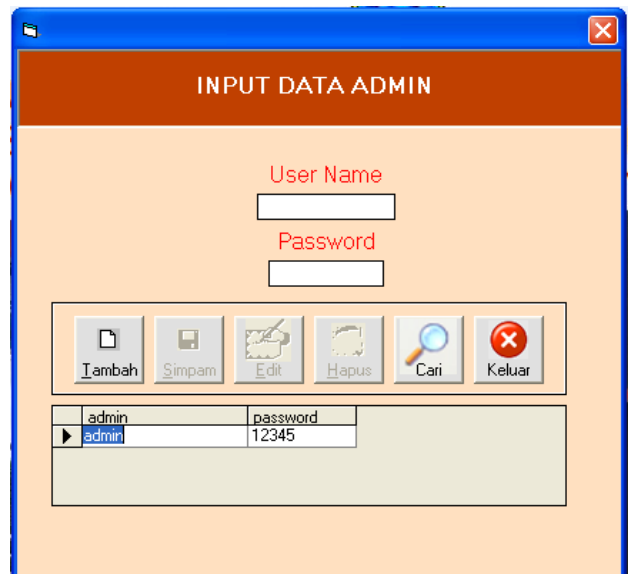 INPUT DATA ADMIN
User Name
Password
Tambah Simpam Edit Hapus Cari Keluar
admin password
admin 12345